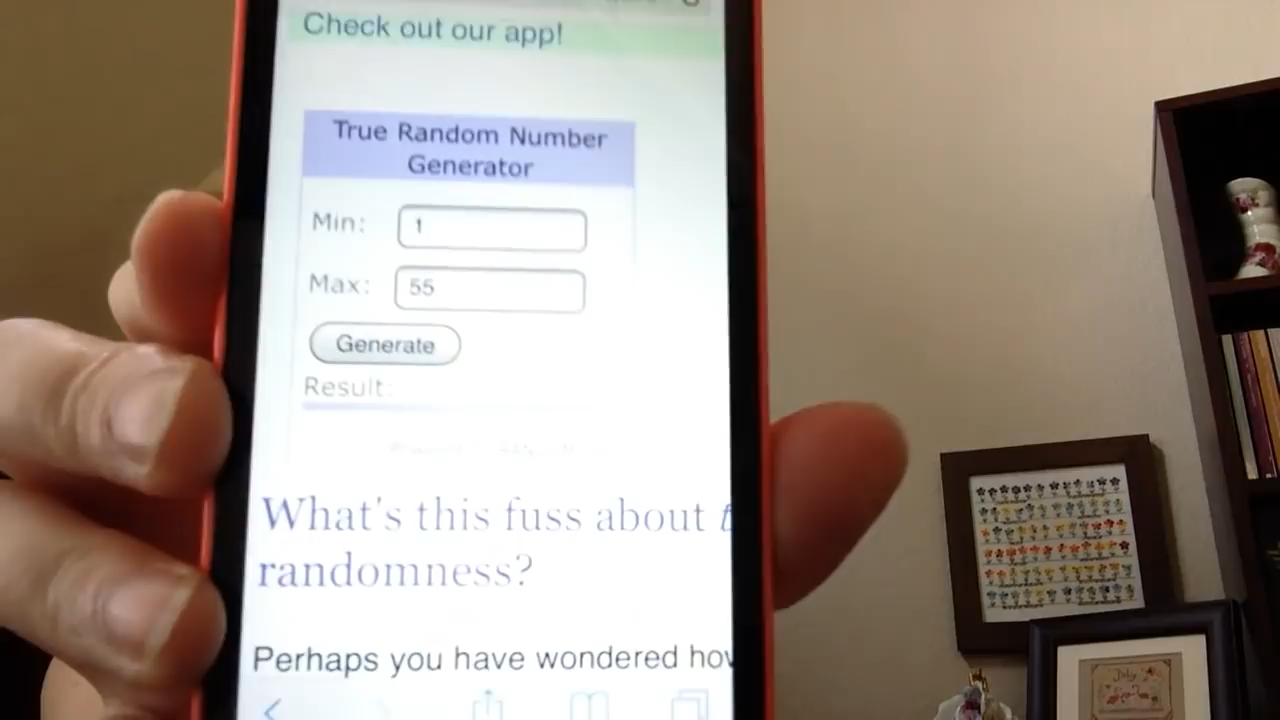 Check out our app!
True Random Number
Generator
Min: 1
Max: 55
Generate
Result:
What's this fuss about
randomness?
Perhaps you have wondered
July